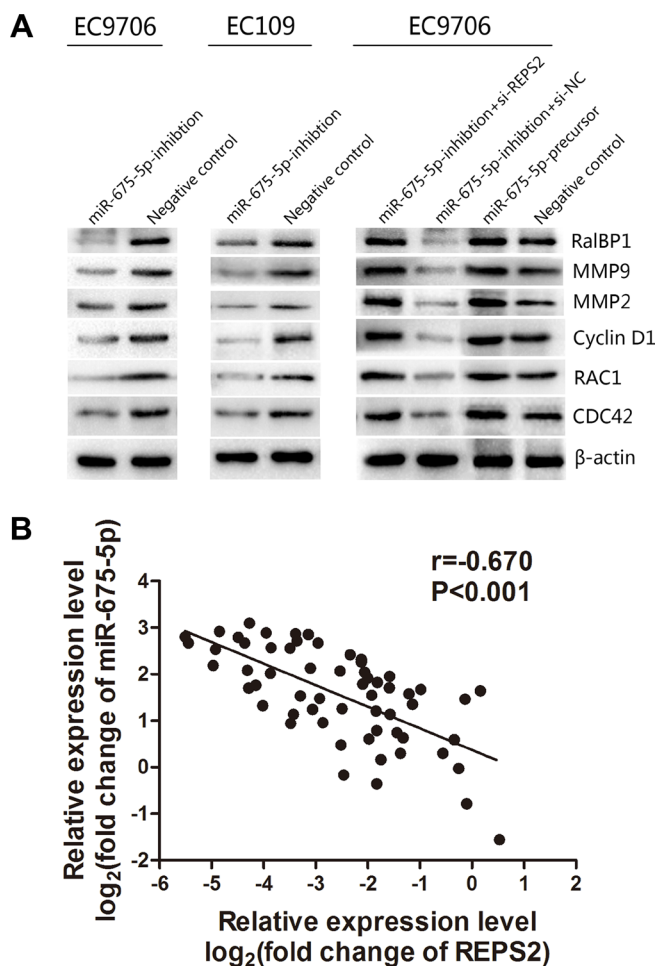 A
EC9706
EC109
EC9706
miR-675-5p-inhibtion
Negative control
miR-675-5p-inhibtion
Negative control
miR-675-5p-inhibtion+si-REPS2
miR-675-5p-inhibtion+si-NC
miR-675-5p-precursor
Negative control
RalBP1
MMP9
MMP2
Cyclin D1
RAC1
CDC42
β-actin
B
r=-0.670
P<0.001
Relative expression level
log2(fold change of miR-675-5p)
4
3
2
1
0
-1
-2
-6 -5 -4 -3 -2 -1 0 1 2
Relative expression level
log2(fold change of REPS2)